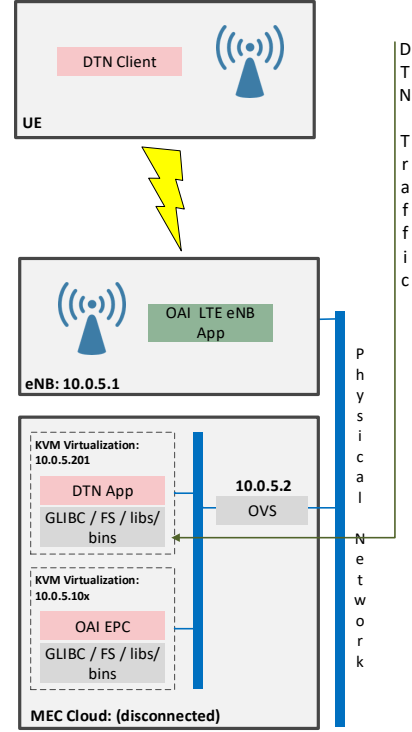 DTN Client
UE
DTN Traffic
OAI LTE eNB
App
eNB: 10.0.5.1
Physical Network
KVM Virtualization:
10.0.5.201
DTN App
GLIBC / FS / libs/
bins
10.0.5.2
OVS
KVM Virtualization:
10.0.5.10x
OAI EPC
GLIBC / FS / libs/
bins
MEC Cloud: (disconnected)